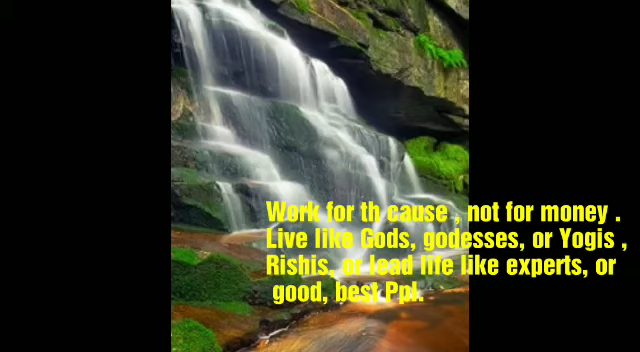 Work for th cause , not for money .
Live like Gods, godesses, or Yogis ,
Rishis, or lead life like experts, or
good, best Ppl.